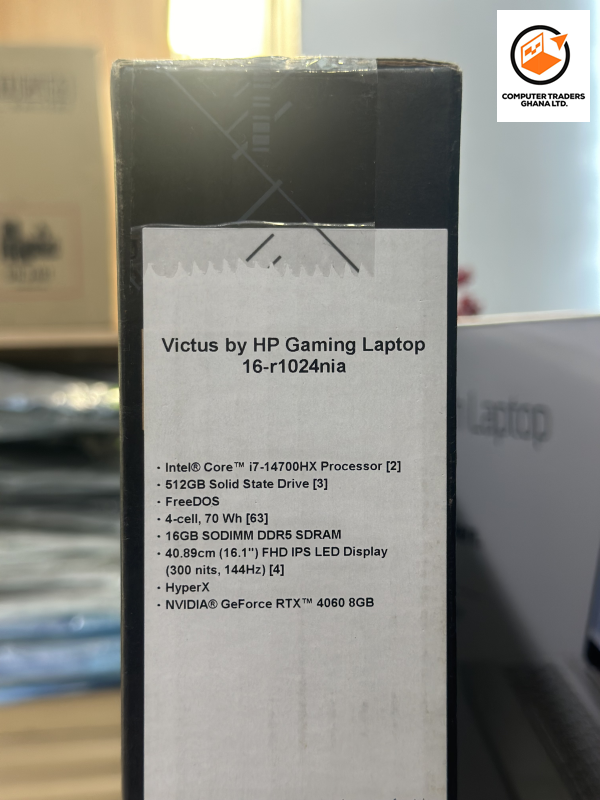 COMPUTER TRADERS
GHANA LTD.
Victus by HP Gaming Laptop
16-r1024nia
· Intel® Core™ i7-14700HX Processor [2]
· 512GB Solid State Drive [3]
· FreeDOS
· 4-cell, 70 Wh [63]
· 16GB SODIMM DDR5 SDRAM
· 40.89cm (16.1") FHD IPS LED Display
(300 nits, 144Hz) [4]
· HyperX
· NVIDIA® GeForce RTX™ 4060 8GB
Laptop